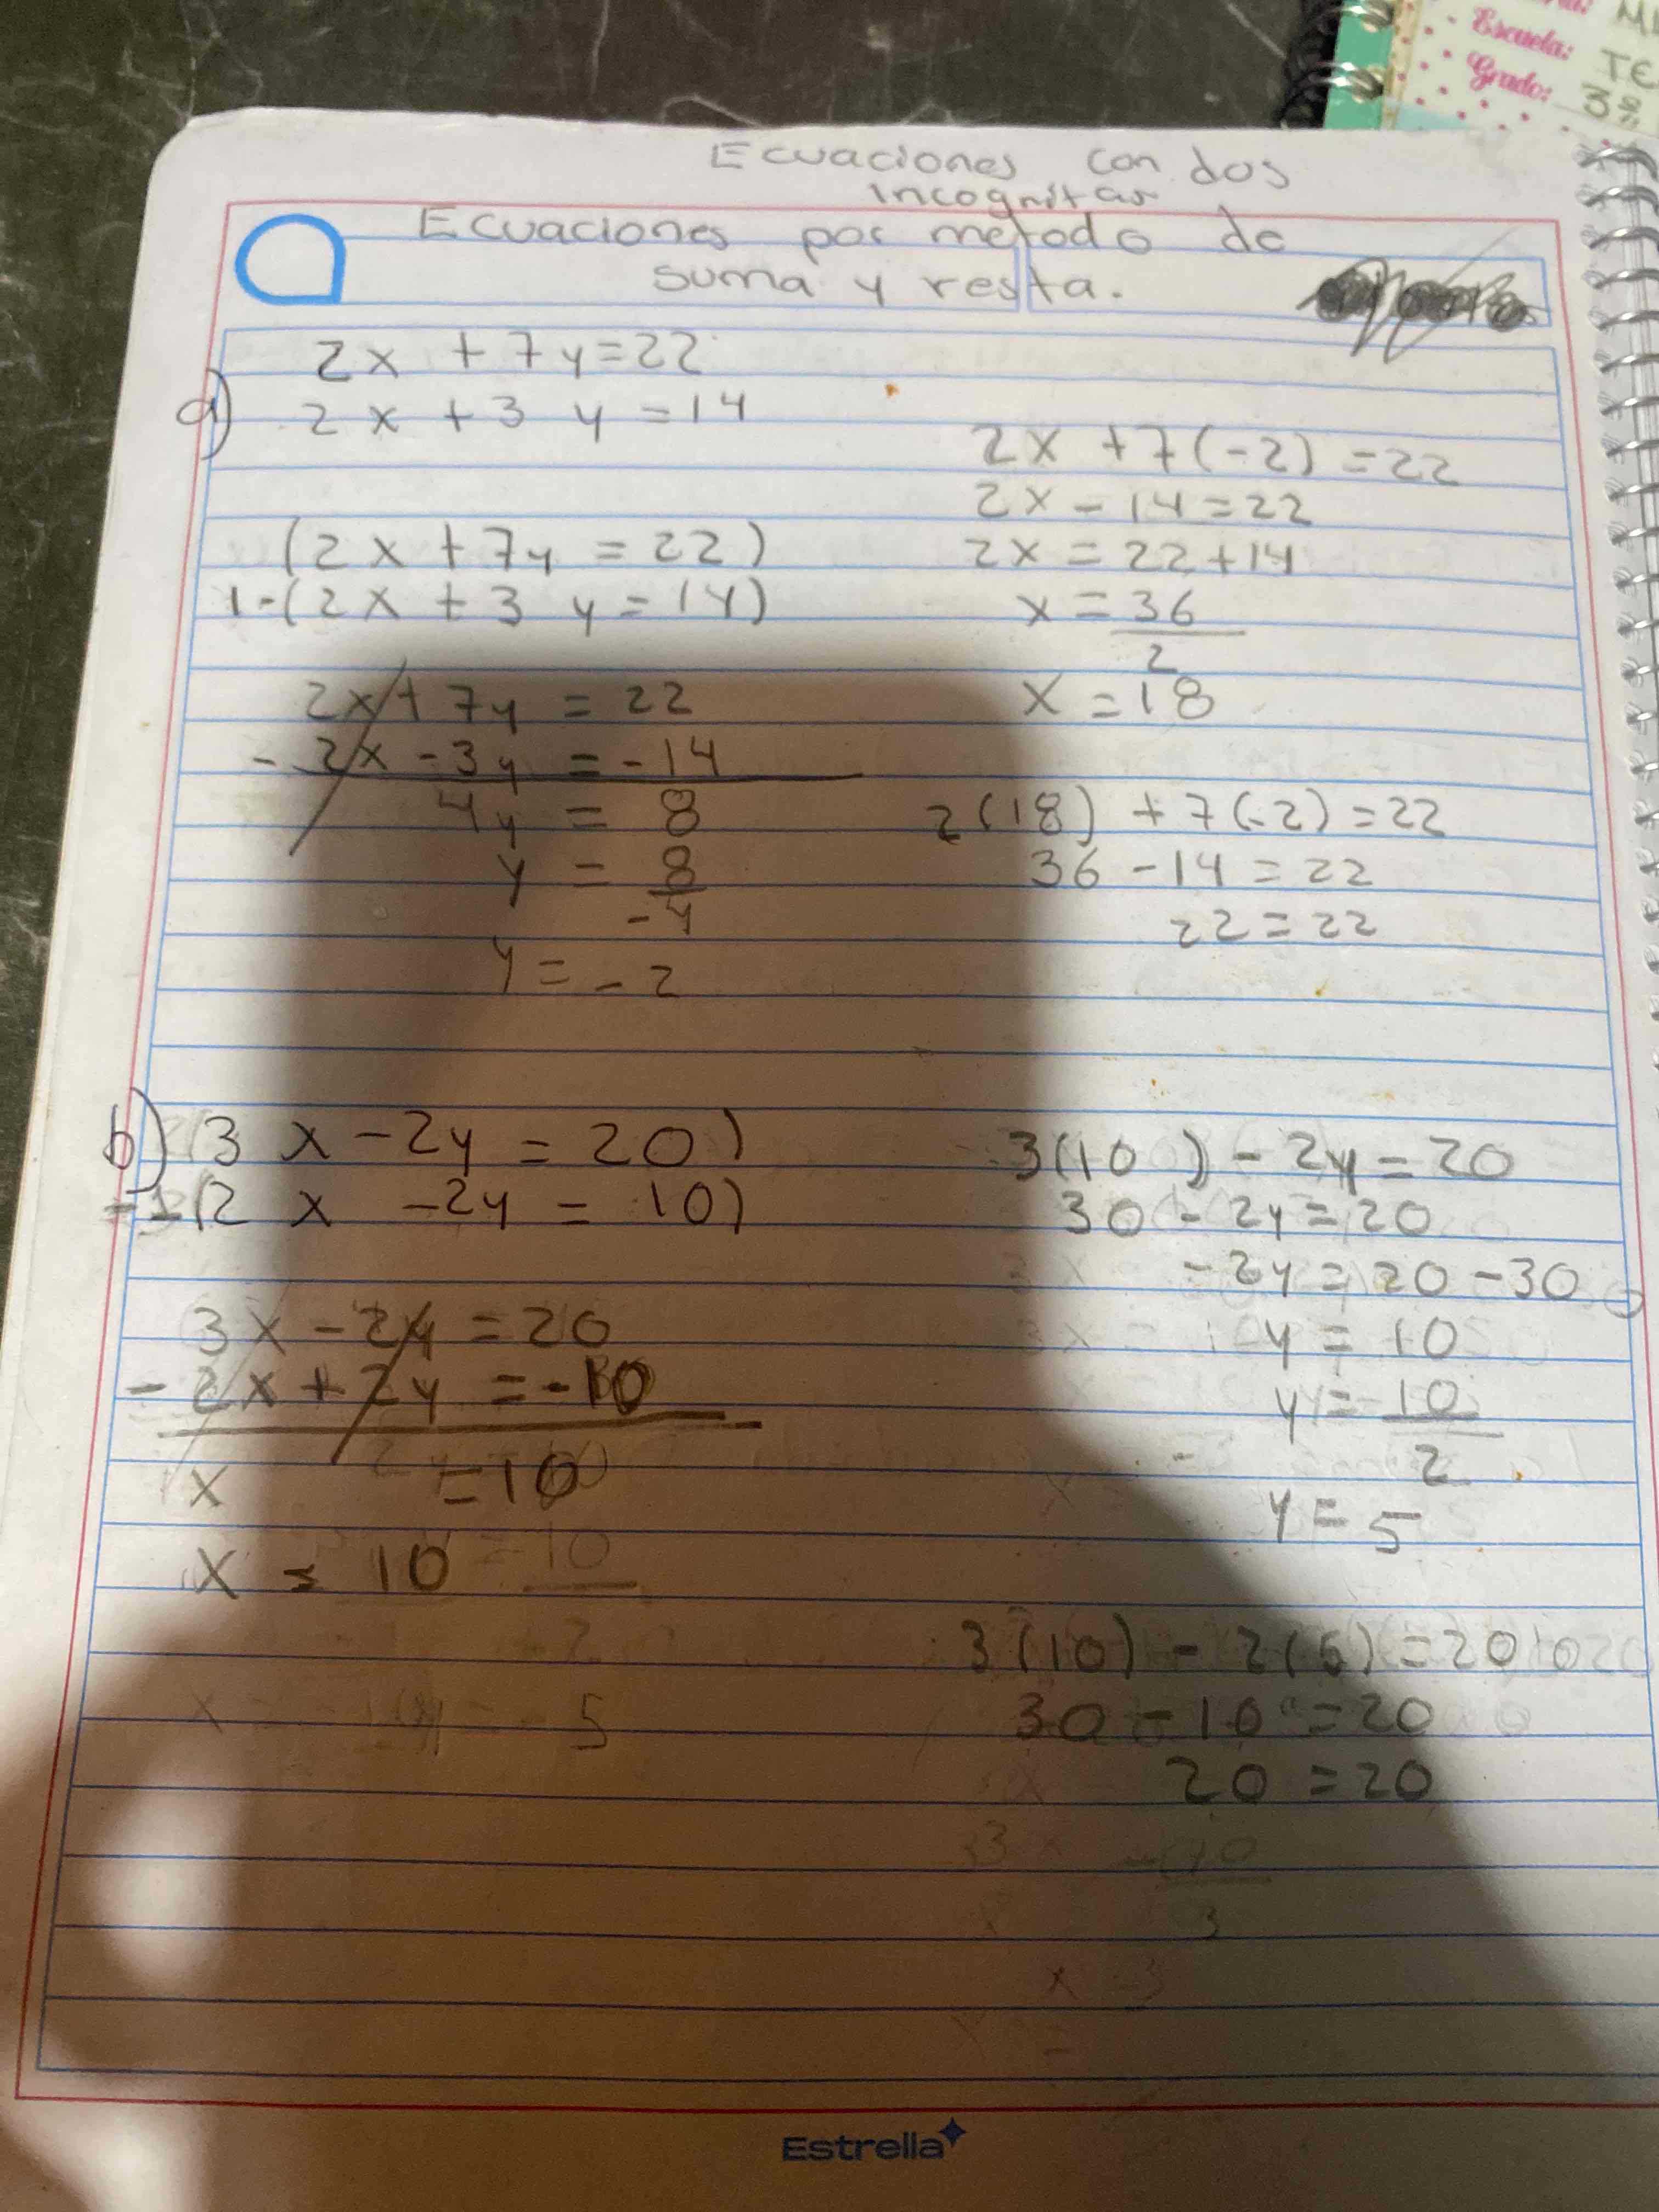 Escuela: TE
Grado: 3º
Ecuaciones con dos
incognitas
Ecuaciones por metodo de
suma y resta.
2x + 7y = 22
a) 2x + 3y = 14
(2x + 7y = 22)
1-(2x + 3y = 14)
2x + 7y = 22
- 2x - 3y = -14
4y = 8
y = 8
-4
y = -2
2x + 7(-2) = 22
2x - 14 = 22
2x = 22 + 14
x = 36
2
x = 18
2(18) + 7(-2) = 22
36 - 14 = 22
22 = 22
b) (3x - 2y = 20)
-1(2x - 2y = 10)
3x - 2y = 20
- 2x + 2y = -10
x = 10
x = 10
3(10) - 2y = 20
30 - 2y = 20
-2y = 20 - 30
y = 10
y = 10
2
y = 5
3(10) - 2(5) = 20
30 - 10 = 20
20 = 20
Estrella